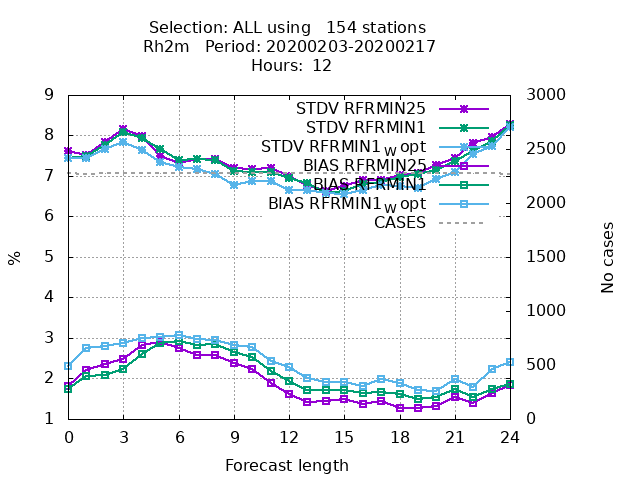 Selection: ALL using   154 stations
Rh2m   Period: 20200203-20200217
Hours:  12
STDV RFRMIN25
STDV RFRMIN1
STDV RFRMIN1_W opt
BIAS RFRMIN25
BIAS RFRMIN1
BIAS RFRMIN1_W opt
CASES
9
8
7
6
5
4
3
2
1
%
3000
2500
2000
1500
1000
500
0
No cases
0 3 6 9 12 15 18 21 24
Forecast length